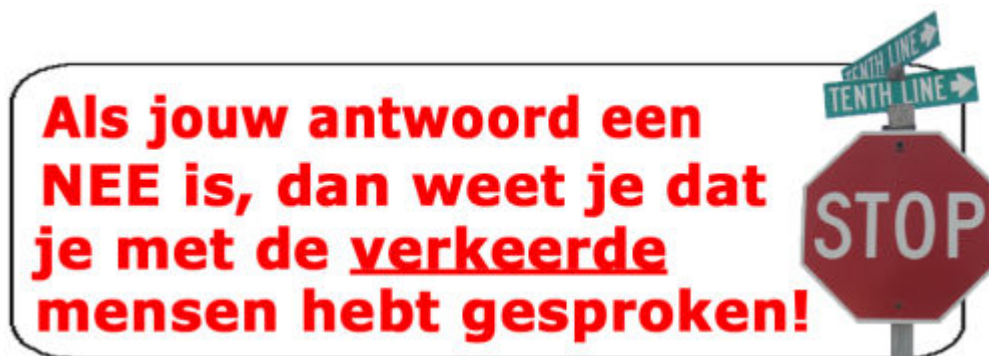 TENTH LINE
TENTH LINE
Als jouw antwoord een
NEE is, dan weet je dat
je met de verkeerde
mensen hebt gesproken!
STOP